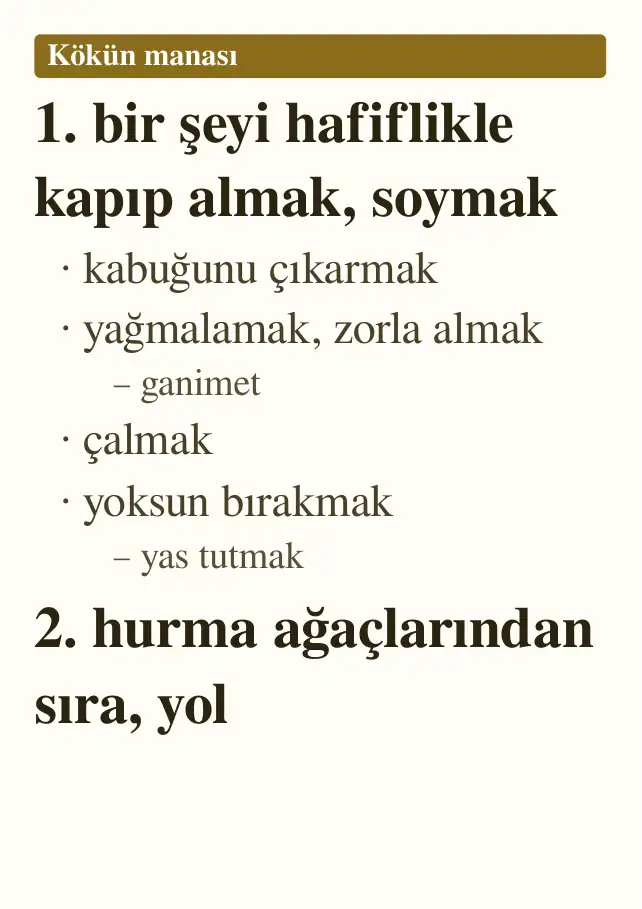 Kökün manası
1. bir şeyi hafiflikle
kapıp almak, soymak
· kabuğunu çıkarmak
· yağmalamak, zorla almak
– ganimet
· çalmak
· yoksun bırakmak
– yas tutmak
2. hurma ağaçlarından
sıra, yol